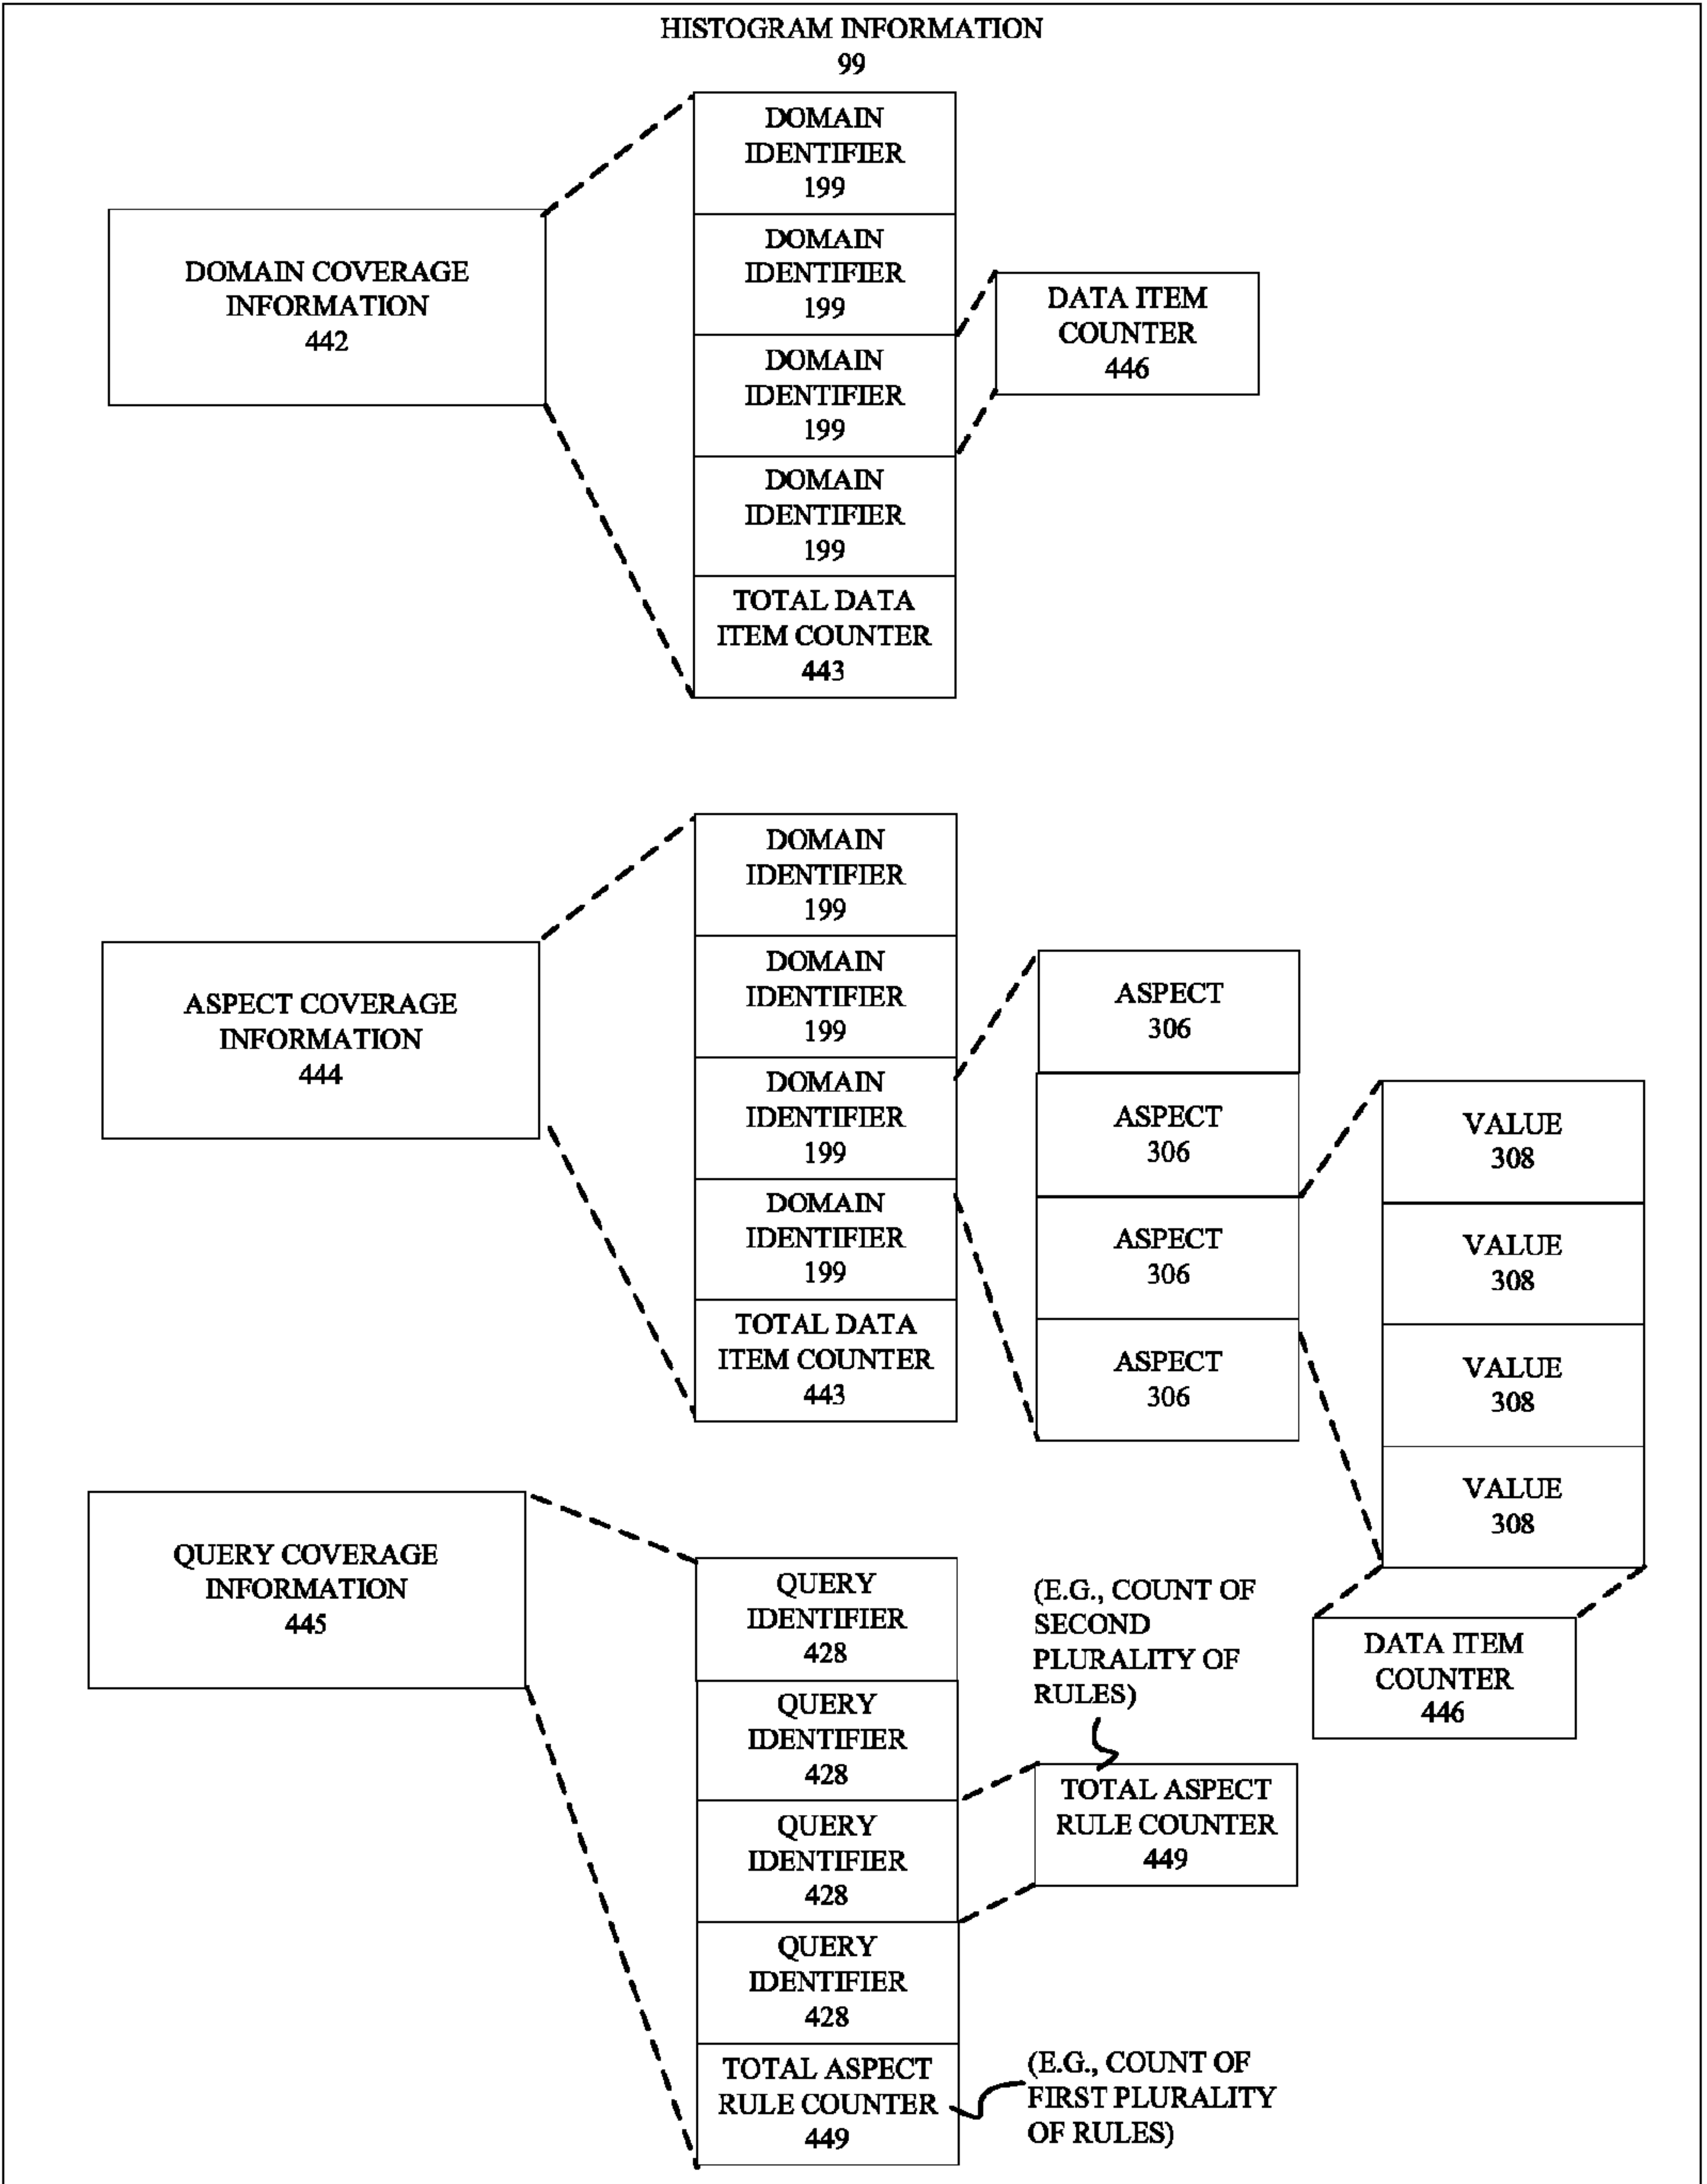 HISTOGRAM INFORMATION
99
DOMAIN COVERAGE
INFORMATION
442
DOMAIN
IDENTIFIER
199
DOMAIN
IDENTIFIER
199
DOMAIN
IDENTIFIER
199
DOMAIN
IDENTIFIER
199
TOTAL DATA
ITEM COUNTER
443
DATA ITEM
COUNTER
446
ASPECT COVERAGE
INFORMATION
444
DOMAIN
IDENTIFIER
199
DOMAIN
IDENTIFIER
199
DOMAIN
IDENTIFIER
199
DOMAIN
IDENTIFIER
199
TOTAL DATA
ITEM COUNTER
443
ASPECT
306
ASPECT
306
ASPECT
306
ASPECT
306
VALUE
308
VALUE
308
VALUE
308
VALUE
308
DATA ITEM
COUNTER
446
QUERY COVERAGE
INFORMATION
445
QUERY
IDENTIFIER
428
QUERY
IDENTIFIER
428
QUERY
IDENTIFIER
428
QUERY
IDENTIFIER
428
TOTAL ASPECT
RULE COUNTER
449
(E.G., COUNT OF
SECOND
PLURALITY OF
RULES)
TOTAL ASPECT
RULE COUNTER
449
(E.G., COUNT OF
FIRST PLURALITY
OF RULES)